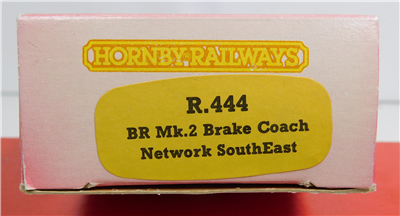 HORNBY RAILWAYS
R.444
BR Mk.2 Brake Coach
Network SouthEast